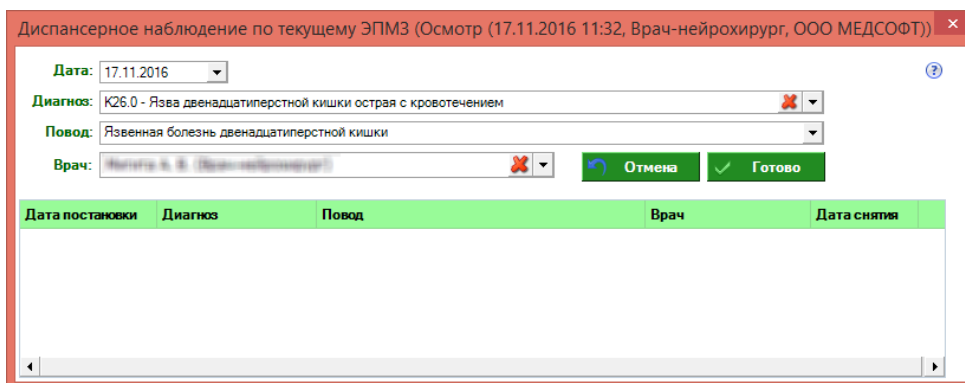 Диспансерное наблюдение по текущему ЭПМЗ (Осмотр (17.11.2016 11:32, Врач-нейрохирург, ООО МЕДСОФТ))
Дата: 17.11.2016
Диагноз: K26.0 - Язва двенадцатиперстной кишки острая с кровотечением
Повод: Язвенная болезнь двенадцатиперстной кишки
Врач: Отмена Готово
Дата постановки Диагноз Повод Врач Дата снятия